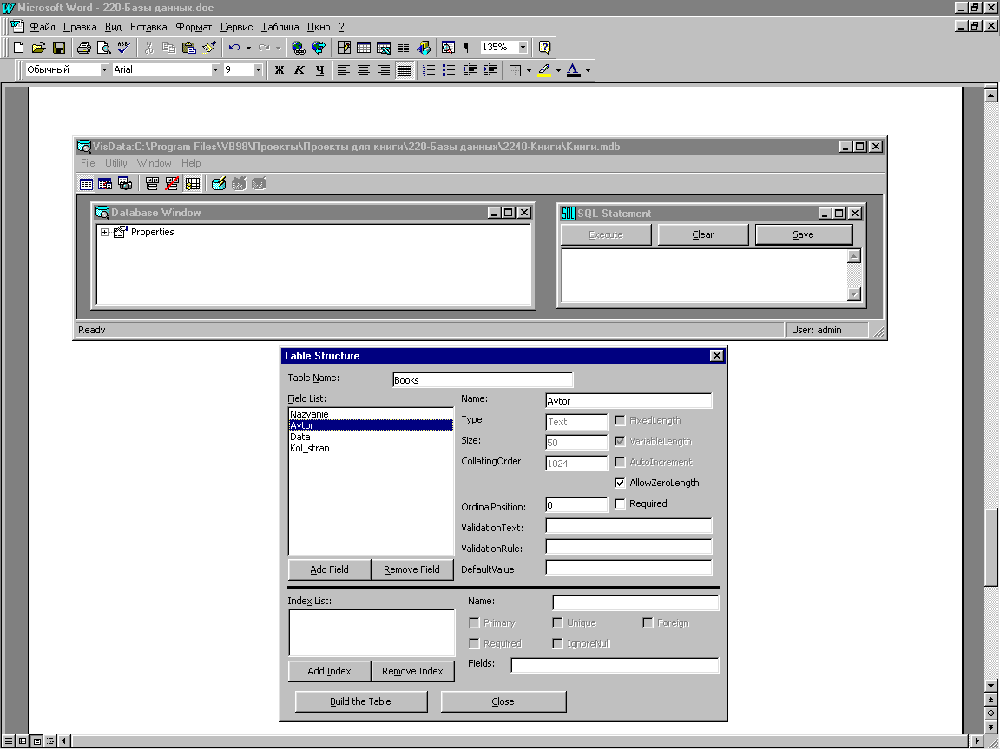 Microsoft Word - 220-Базы данных.doc
Файл Правка Вид Вставка Формат Сервис Таблица Окно ?
135%
Обычный Arial 9 Ж К Ч
VisData:C:\Program Files\VB98\Проекты\Проекты для книги\220-Базы данных\2240-Книги\Книги.mdb
File Utility Window Help
Database Window
Properties
SQL SQL Statement
Execute Clear Save
Ready User: admin
Table Structure
Table Name: Books
Field List:
Nazvanie
Avtor
Data
Kol_stran
Add Field Remove Field
Name: Avtor
Type: Text FixedLength
Size: 50 VariableLength
CollatingOrder: 1024 AutoIncrement
AllowZeroLength
OrdinalPosition: 0 Required
ValidationText:
ValidationRule:
DefaultValue:
Index List:
Add Index Remove Index
Name:
Primary Unique Foreign
Required IgnoreNull
Fields:
Build the Table Close